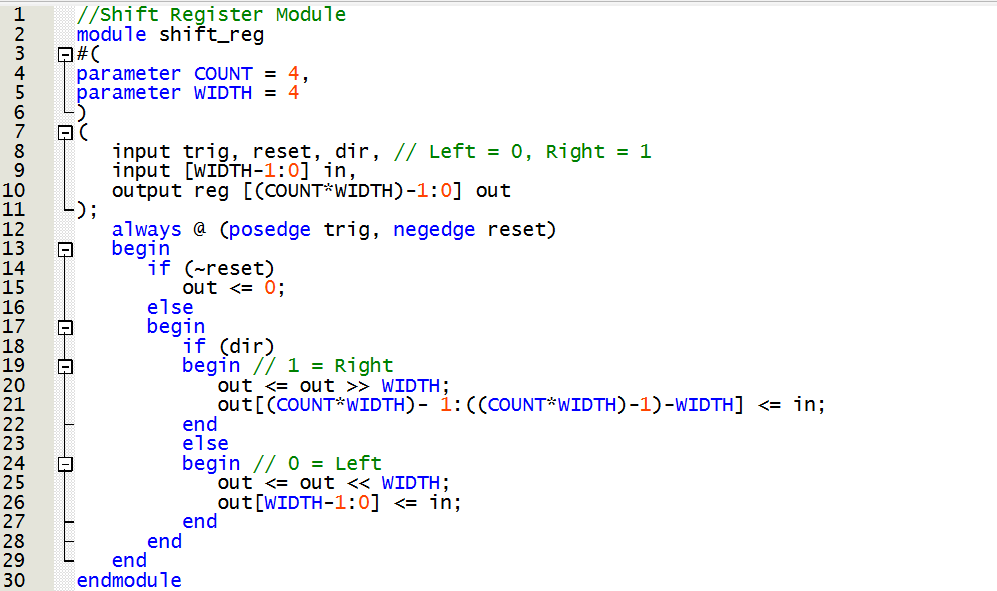 1 //Shift Register Module
2 module shift_reg
3 #(
4 parameter COUNT = 4,
5 parameter WIDTH = 4
6 )
7 (
8 input trig, reset, dir, // Left = 0, Right = 1
9 input [WIDTH-1:0] in,
10 output reg [(COUNT*WIDTH)-1:0] out
11 );
12 always @ (posedge trig, negedge reset)
13 begin
14 if (~reset)
15 out <= 0;
16 else
17 begin
18 if (dir)
19 begin // 1 = Right
20 out <= out >> WIDTH;
21 out[(COUNT*WIDTH)- 1:((COUNT*WIDTH)-1)-WIDTH] <= in;
22 end
23 else
24 begin // 0 = Left
25 out <= out << WIDTH;
26 out[WIDTH-1:0] <= in;
27 end
28 end
29 end
30 endmodule